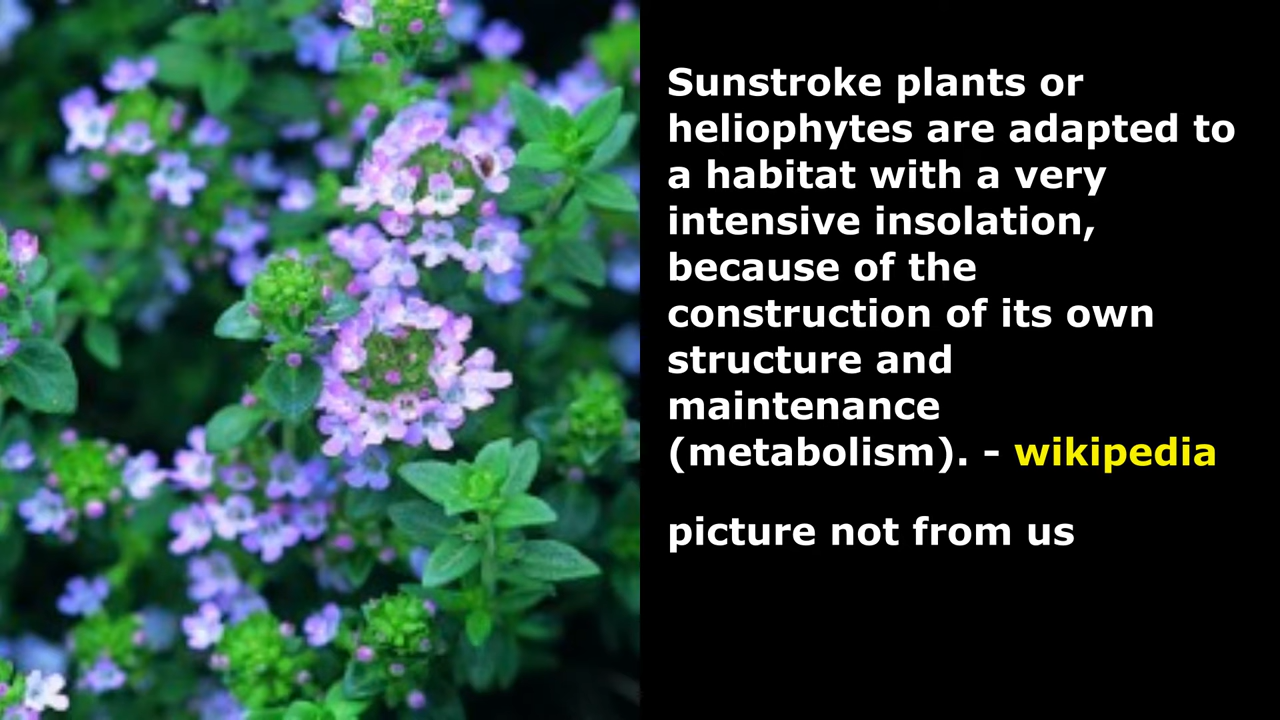 Sunstroke plants or
heliophytes are adapted to
a habitat with a very
intensive insolation,
because of the
construction of its own
structure and
maintenance
(metabolism). - wikipedia
picture not from us